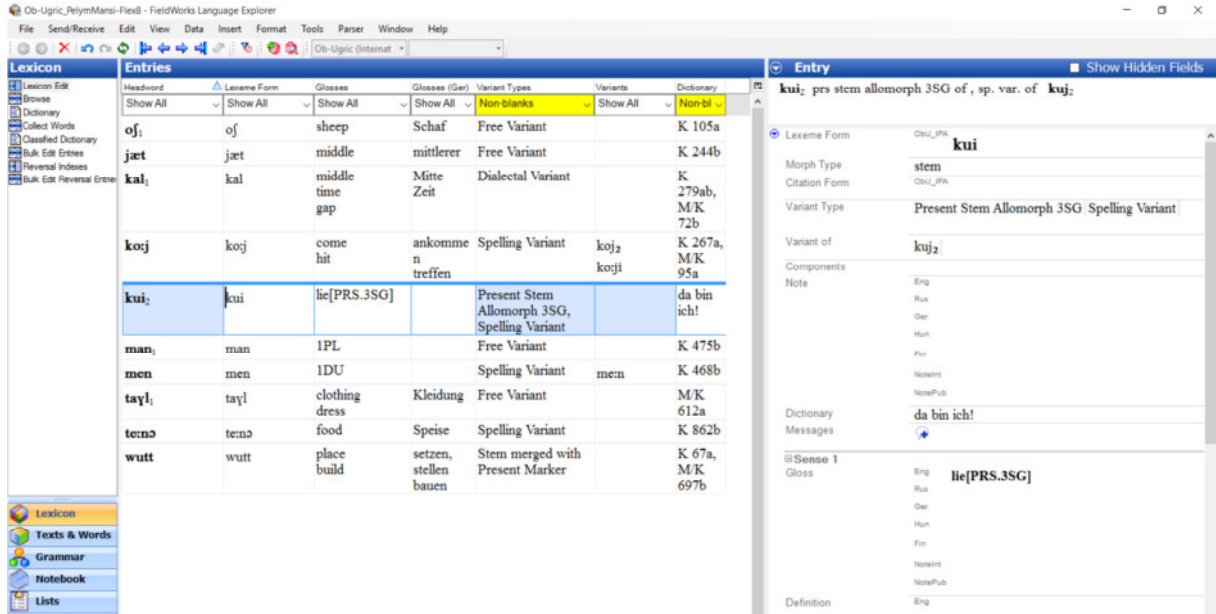 Ob-Ugric_PelymMansi-Flex8 - FieldWorks Language Explorer
File Send/Receive Edit View Data Insert Format Tools Parser Window Help
Ob-Ugric (Internat
Lexicon
Lexicon Edit
Browse
Dictionary
Collect Words
Classified Dictionary
Bulk Edit Entries
Reversal Indexes
Bulk Edit Reversal Entrie
Lexicon
Texts & Words
Grammar
Notebook
Lists
Entries
Headword Lexeme Form Glosses Glosses (Ger) Variant Types Variants Dictionary
Show All Show All Show All Show All Non-blanks Show All Non-bl
oʃ₁ oʃ sheep Schaf Free Variant K 105a
jæt jæt middle mittlerer Free Variant K 244b
kal₁ kal middle Mitte Dialectal Variant K
time Zeit 279ab,
gap M/K
72b
ko:j ko:j come ankomme Spelling Variant koj₂ K 267a,
hit n ko:ji M/K
treffen 95a
kui₂ kui lie[PRS.3SG] Present Stem da bin
Allomorph 3SG, ich!
Spelling Variant
man₁ man 1PL Free Variant K 475b
men men 1DU Spelling Variant me:n K 468b
taɣl₁ taɣl clothing Kleidung Free Variant M/K
dress 612a
te:nə te:nə food Speise Spelling Variant K 862b
wutt wutt place setzen, Stem merged with K 67a,
build stellen Present Marker M/K
bauen 697b
Entry Show Hidden Fields
kui₂ prs stem allomorph 3SG of , sp. var. of kuj₂
Lexeme Form ObU_IPA kui
Morph Type stem
Citation Form ObU_IPA
Variant Type Present Stem Allomorph 3SG Spelling Variant
Variant of kuj₂
Components
Note Eng
Rus
Ger
Hun
Fin
NoteInt
NotePub
Dictionary da bin ich!
Messages
Sense 1
Gloss Eng lie[PRS.3SG]
Rus
Ger
Hun
Fin
NoteInt
NotePub
Definition Eng